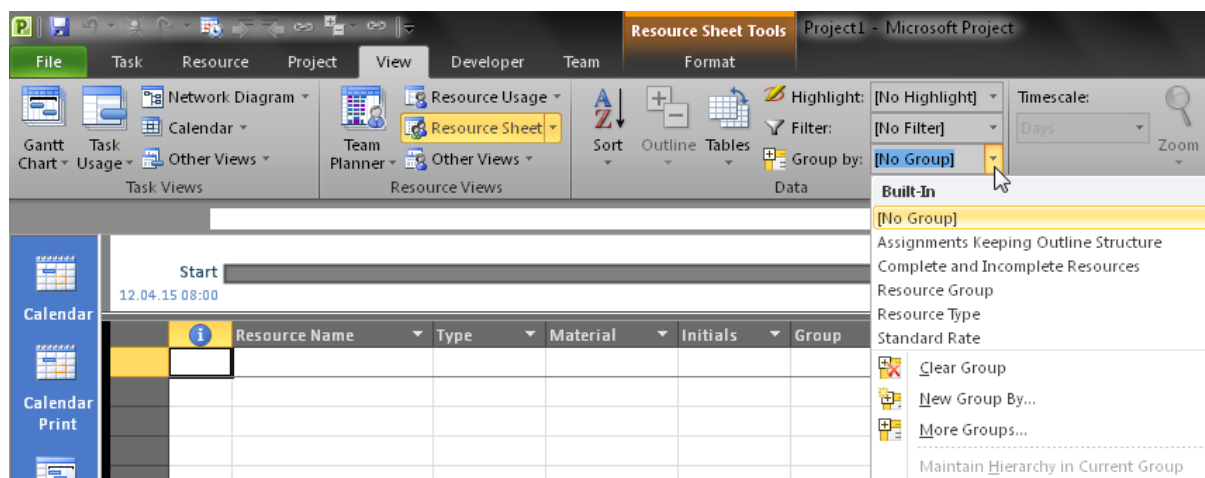 Resource Sheet Tools Project1 - Microsoft Project
File Task Resource Project View Developer Team Format
Network Diagram
Calendar
Other Views
Gantt Chart
Task Usage
Task Views
Team Planner
Resource Usage
Resource Sheet
Other Views
Resource Views
A
Z
Sort
Outline
Tables
Highlight: [No Highlight]
Filter: [No Filter]
Group by: [No Group]
Data
Timescale:
Days
Zoom
Built-In
[No Group]
Assignments Keeping Outline Structure
Complete and Incomplete Resources
Resource Group
Resource Type
Standard Rate
Clear Group
New Group By...
More Groups...
Maintain Hierarchy in Current Group
Start
12.04.15 08:00
Calendar
Calendar
Print
Resource Name Type Material Initials Group